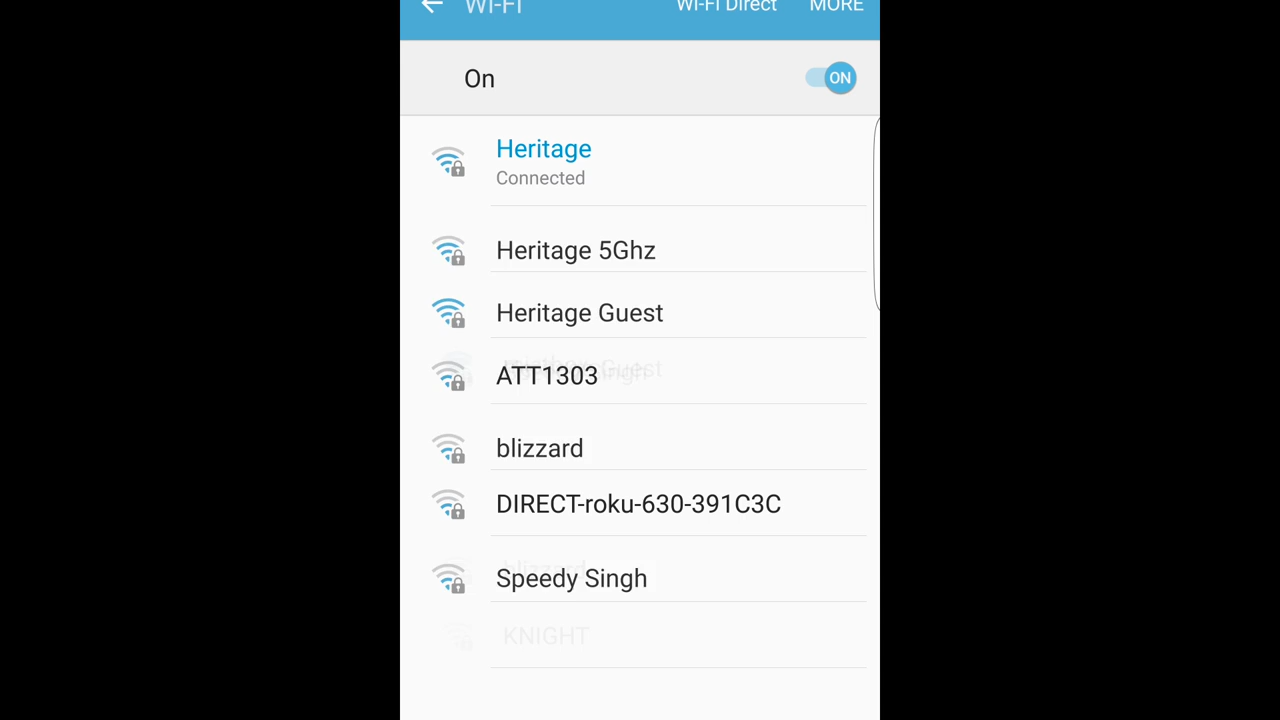 WI-FI Wi-Fi Direct MORE
On ON
Heritage
Connected
Heritage 5Ghz
Heritage Guest
ATT1303
blizzard
DIRECT-roku-630-391C3C
blizzard
Speedy Singh
KNIGHT